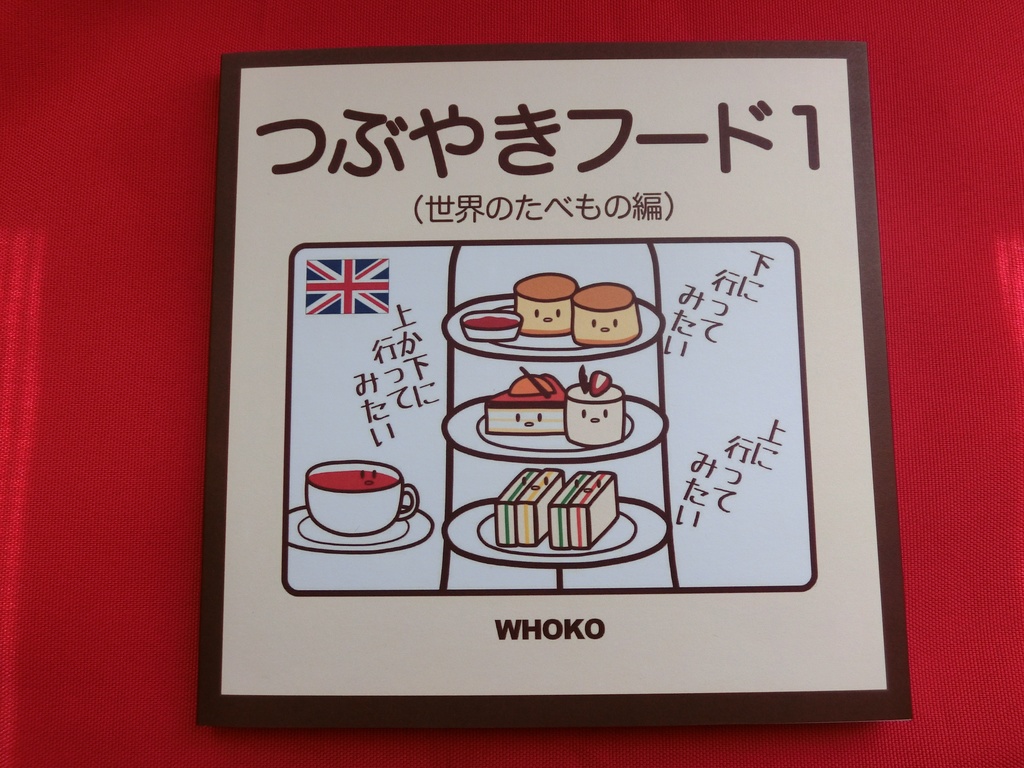 つぶやきフード1
(世界のたべもの編)
下に
行って
みたい
上か下に
行って
みたい
上に
行って
みたい
WHOKO